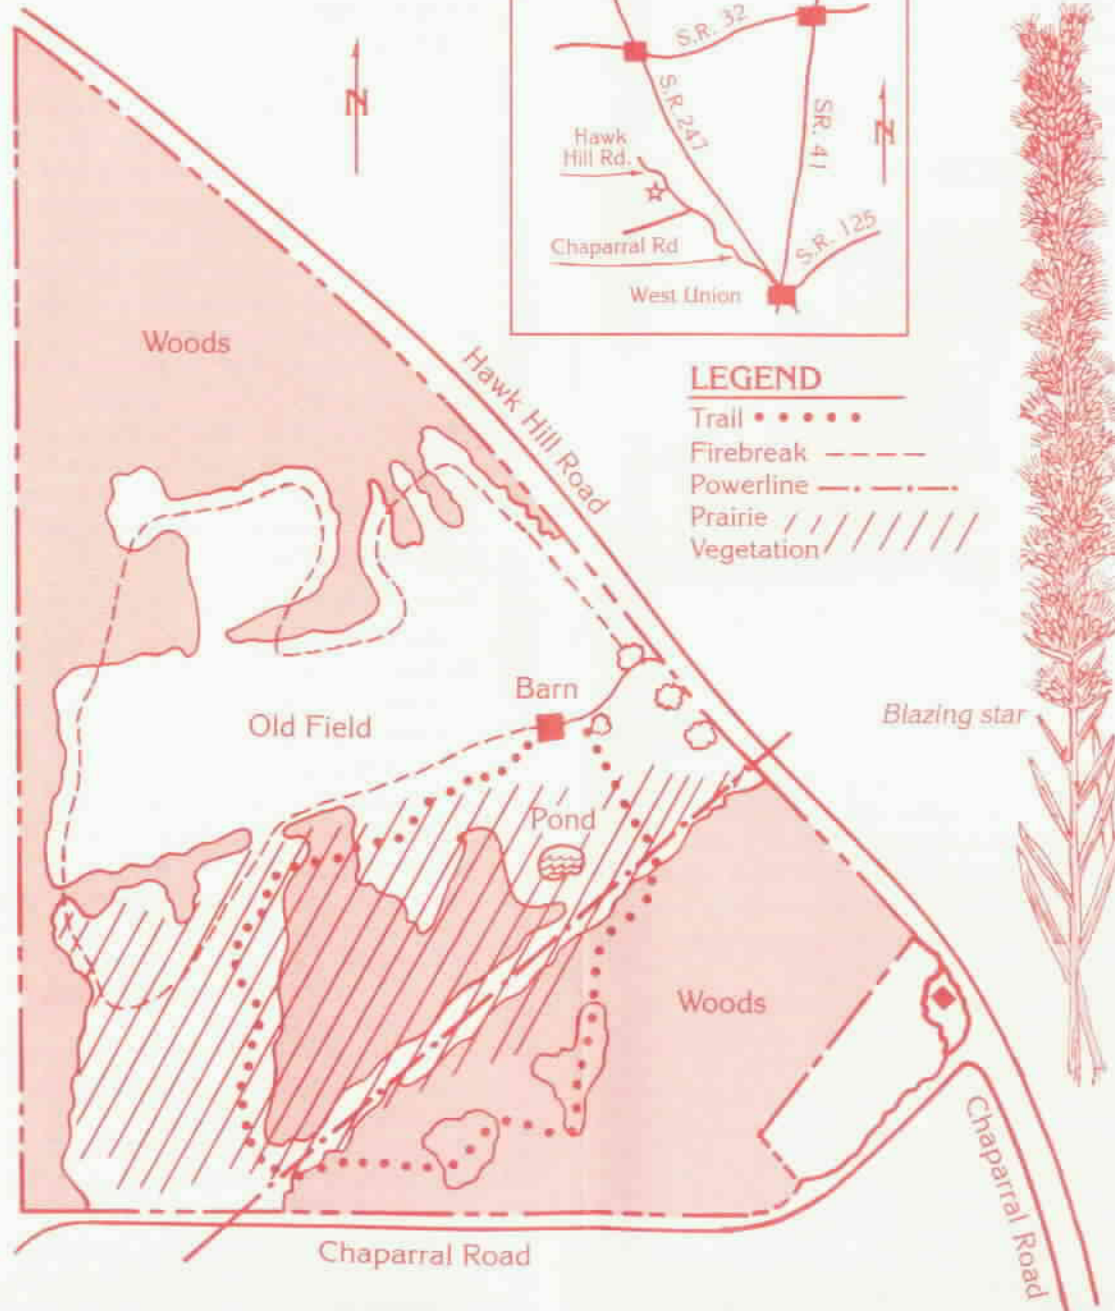 N
S.R. 32
S.R. 247
SR. 41
N
Hawk
Hill Rd.
Chaparral Rd
S.R. 125
West Union
Woods
Hawk Hill Road
LEGEND
Trail
Firebreak
Powerline
Prairie
Vegetation
Barn
Old Field
Blazing star
Pond
Woods
Chaparral Road
Chaparral Road